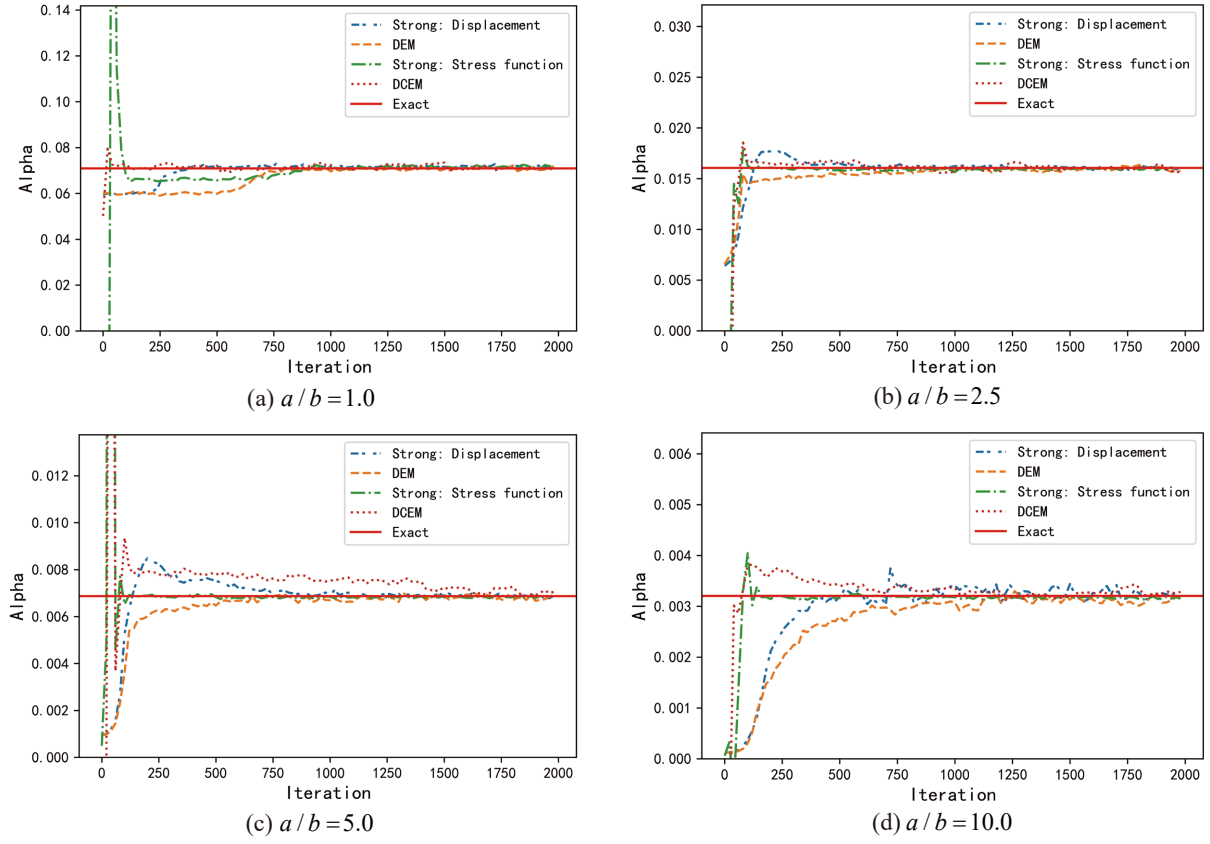 0.14
0.12
0.10
0.08
0.06
0.04
0.02
0.00
Alpha
Strong: Displacement
DEM
Strong: Stress function
DCEM
Exact
0 250 500 750 1000 1250 1500 1750 2000
Iteration
(a) a / b = 1.0
0.030
0.025
0.020
0.015
0.010
0.005
0.000
Alpha
Strong: Displacement
DEM
Strong: Stress function
DCEM
Exact
0 250 500 750 1000 1250 1500 1750 2000
Iteration
(b) a / b = 2.5
0.012
0.010
0.008
0.006
0.004
0.002
0.000
Alpha
Strong: Displacement
DEM
Strong: Stress function
DCEM
Exact
0 250 500 750 1000 1250 1500 1750 2000
Iteration
(c) a / b = 5.0
0.006
0.005
0.004
0.003
0.002
0.001
0.000
Alpha
Strong: Displacement
DEM
Strong: Stress function
DCEM
Exact
0 250 500 750 1000 1250 1500 1750 2000
Iteration
(d) a / b = 10.0